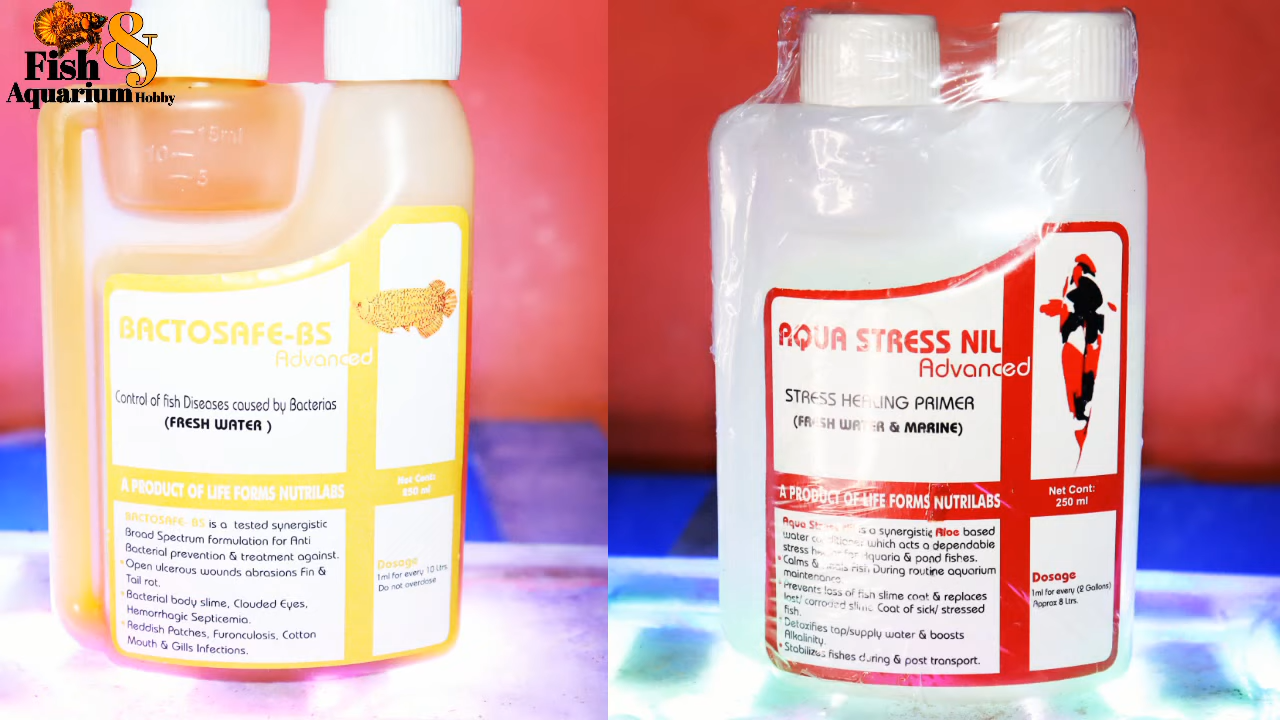 Fish &
Aquarium Hobby
15ml
10
5
BACTOSAFE-BS
Advanced
Control of fish Diseases caused by Bacterias
(FRESH WATER )
A PRODUCT OF LIFE FORMS NUTRILABS
Net Cont:
250 ml
BACTOSAFE- BS is a tested synergistic
Broad Spectrum formulation for Anti
Bacterial prevention & treatment against.
• Open ulcerous wounds abrasions Fin &
Tail rot.
• Bacterial body slime, Clouded Eyes,
Hemorrhagic Septicemia.
• Reddish Patches, Furonculosis, Cotton
Mouth & Gills Infections.
Dosage
1ml for every 10 Ltrs.
Do not overdose
AQUA STRESS NIL
Advanced
STRESS HEALING PRIMER
(FRESH WATER & MARINE)
A PRODUCT OF LIFE FORMS NUTRILABS
Net Cont:
250 ml
Aqua Stress is a synergistic Aloe based
water conditioner which acts a dependable
stress for Aquaria & pond fishes.
• Calms & Fish During routine aquarium
maintenance.
• Prevents loss of fish slime coat & replaces
lost/ corroded slime Coat of sick/ stressed
fish.
• Detoxifies tap/supply water & boosts
Alkalinity.
• Stabilizes fishes during & post transport.
Dosage
1ml for every (2 Gallons)
Approx 8 Ltrs.